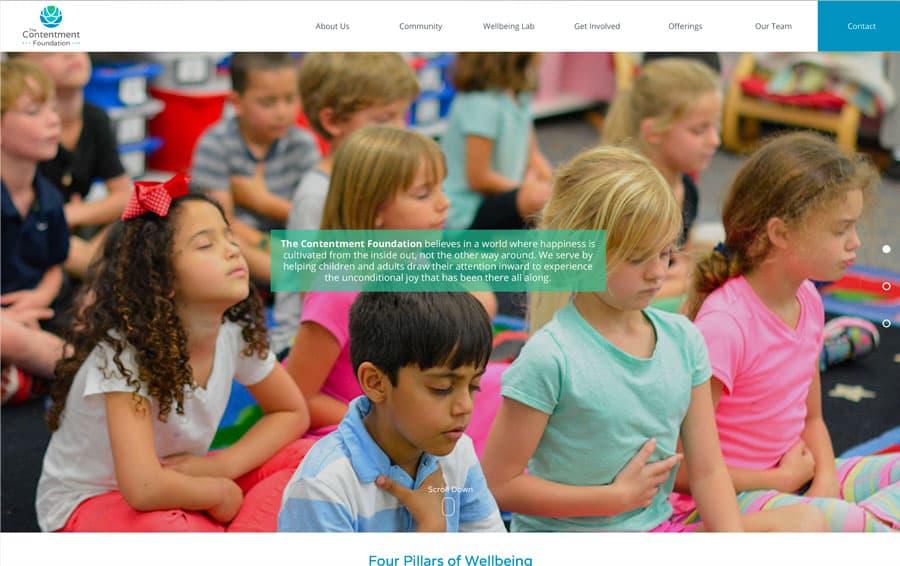 The
Contentment
Foundation
About Us
Community
Wellbeing Lab
Get Involved
Offerings
Our Team
Contact
The Contentment Foundation believes in a world where happiness is
cultivated from the inside out, not the other way around. We serve by
helping children and adults draw their attention inward to experience
the unconditional joy that has been there all along.
Scroll Down
Four Pillars of Wellbeing